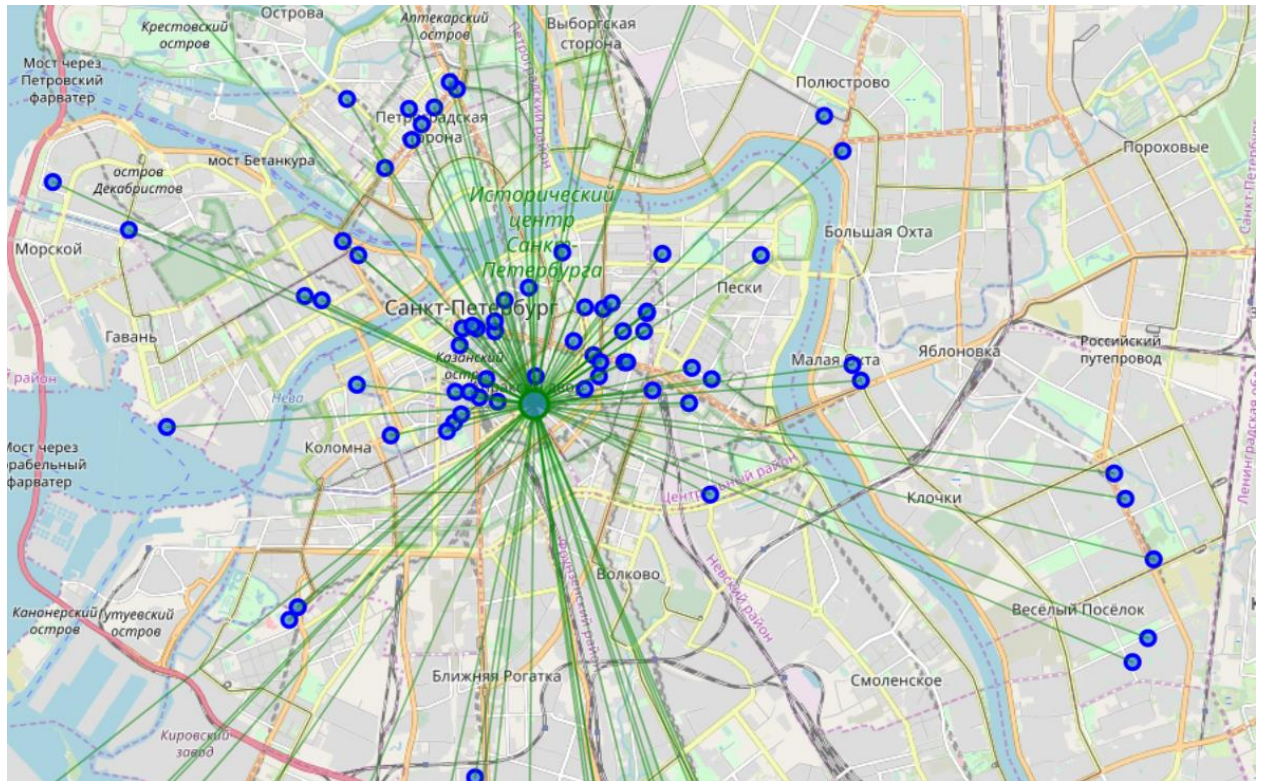 Острова
Аптекарский
остров
Крестовский
остров
Выборгская
сторона
Мост через
Петровский
фарватер
Полюстрово
Петроградская
Пороховые
мост Бетанкура
остров
Декабристов
Исторический
центр
Санкт-
Петербурга
Большая Охта
Морской
Пески
Санкт-Петербург
Гавань
Казанский
Малая Охта
Яблоновка
Российский
путепровод
район
Нева
Коломна
Мост через
фарватер
Центральный район
Клочки
Волково
Невский район
Фрунзенский район
Канонерский
остров
Гутуевский
остров
Весёлый Посёлок
Ближняя Рогатка
Смоленское
Кировский
завод